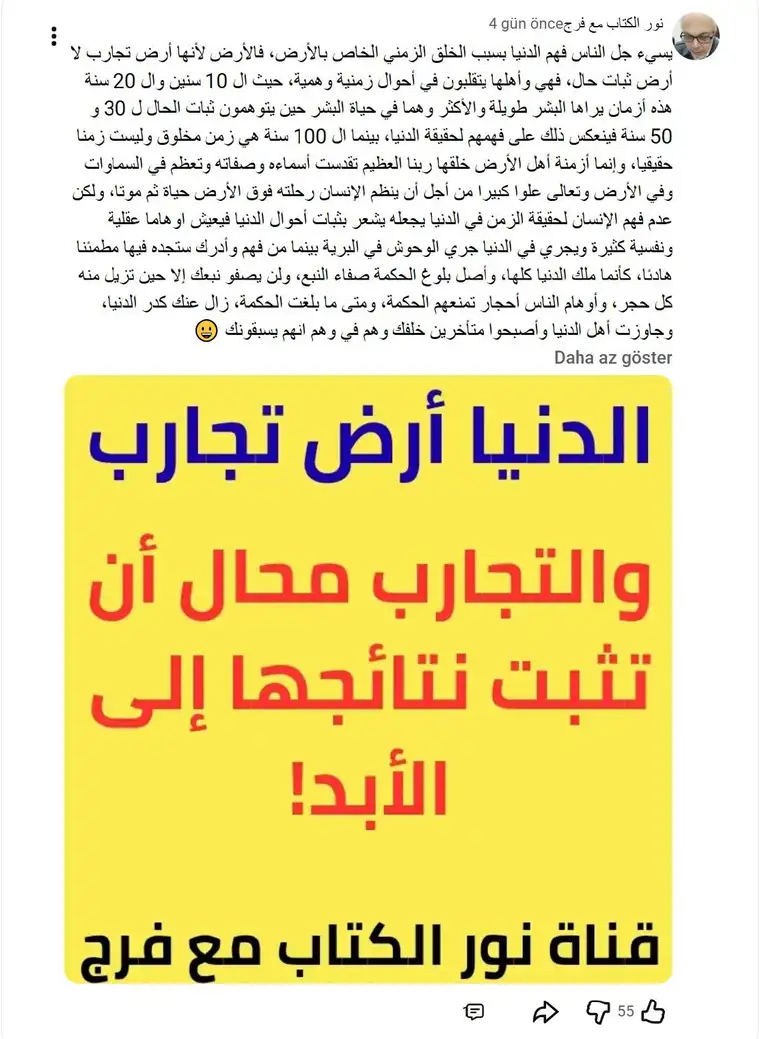 نور الكتاب مع فرج 4 gün önce
يسيء جل الناس فهم الدنيا بسبب الخلق الزمني الخاص بالأرض، فالأرض لأنها أرض تجارب لا
أرض ثبات حال، فهي وأهلها يتقلبون في أحوال زمنية وهمية، حيث ال 10 سنين وال 20 سنة
هذه أزمان يراها البشر طويلة والأكثر وهما في حياة البشر حين يتوهمون ثبات الحال ل 30 و
50 سنة فينعكس ذلك على فهمهم لحقيقة الدنيا، بينما ال 100 سنة هي زمن مخلوق وليست زمنا
حقيقيا، وإنما أزمنة أهل الأرض خلقها ربنا العظيم تقدست أسماءه وصفاته وتعظم في السماوات
وفي الأرض وتعالى علوا كبيرا من أجل أن ينظم الإنسان رحلته فوق الأرض حياة ثم موتا، ولكن
عدم فهم الإنسان لحقيقة الزمن في الدنيا يجعله يشعر بثبات أحوال الدنيا فيعيش اوهاما عقلية
ونفسية كثيرة ويجري في الدنيا جري الوحوش في البرية بينما من فهم وأدرك ستجده فيها مطمئنا
هادئا، كأنما ملك الدنيا كلها، وأصل بلوغ الحكمة صفاء النبع، ولن يصفو نبعك إلا حين تزيل منه
كل حجر، وأوهام الناس أحجار تمنعهم الحكمة، ومتى ما بلغت الحكمة، زال عنك كدر الدنيا،
وجاوزت أهل الدنيا وأصبحوا متأخرين خلفك وهم في وهم انهم يسبقونك 😀
Daha az göster
الدنيا أرض تجارب
والتجارب محال أن
تثبت نتائجها إلى
الأبد!
قناة نور الكتاب مع فرج
55